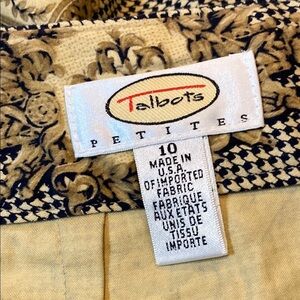 Talbots
PETITES
10
MADE IN
U.S.A.
OF IMPORTED
FABRIC
FABRIQUE
AUX ETATS
UNIS DE
TISSU
IMPORTE